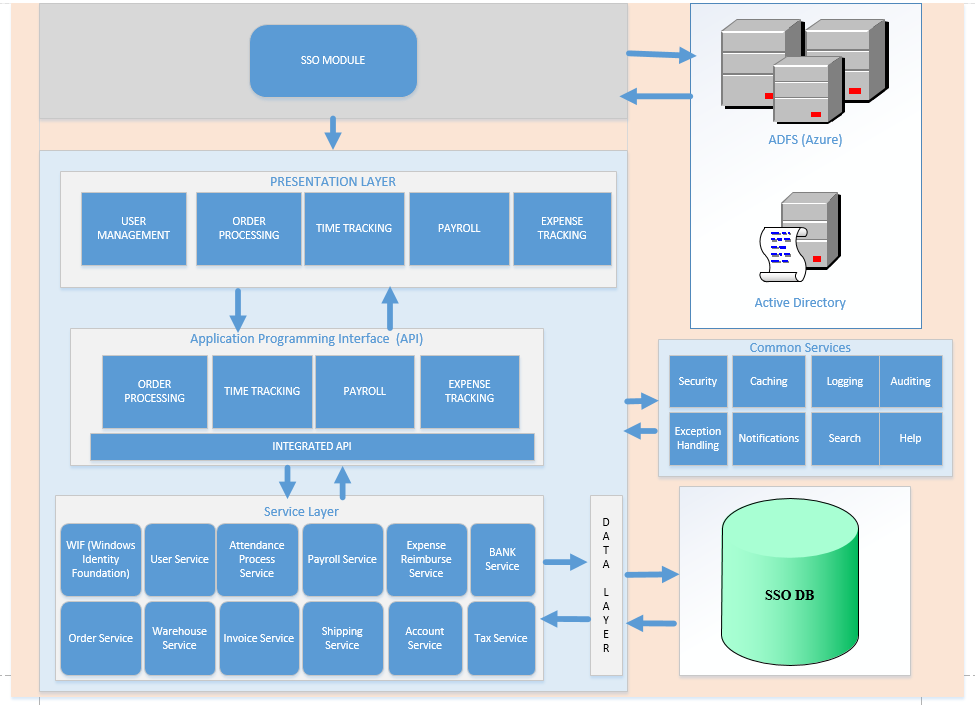 SSO MODULE
ADFS (Azure)
Active Directory
PRESENTATION LAYER
USER
MANAGEMENT
ORDER
PROCESSING
TIME TRACKING
PAYROLL
EXPENSE
TRACKING
Application Programming Interface (API)
ORDER
PROCESSING
TIME TRACKING
PAYROLL
EXPENSE
TRACKING
INTEGRATED API
Common Services
Security
Caching
Logging
Auditing
Exception
Handling
Notifications
Search
Help
Service Layer
WIF (Windows
Identity
Foundation)
User Service
Attendance
Process
Service
Payroll Service
Expense
Reimburse
Service
BANK
Service
Order Service
Warehouse
Service
Invoice Service
Shipping
Service
Account
Service
Tax Service
DATA LAYER
SSO DB